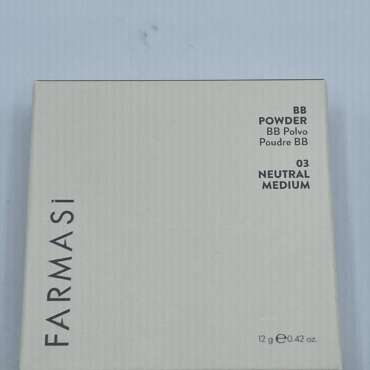 BB
POWDER
BB Polvo
Poudre BB
03
NEUTRAL
MEDIUM
FARMASi
12 g ℮0.42 oz.